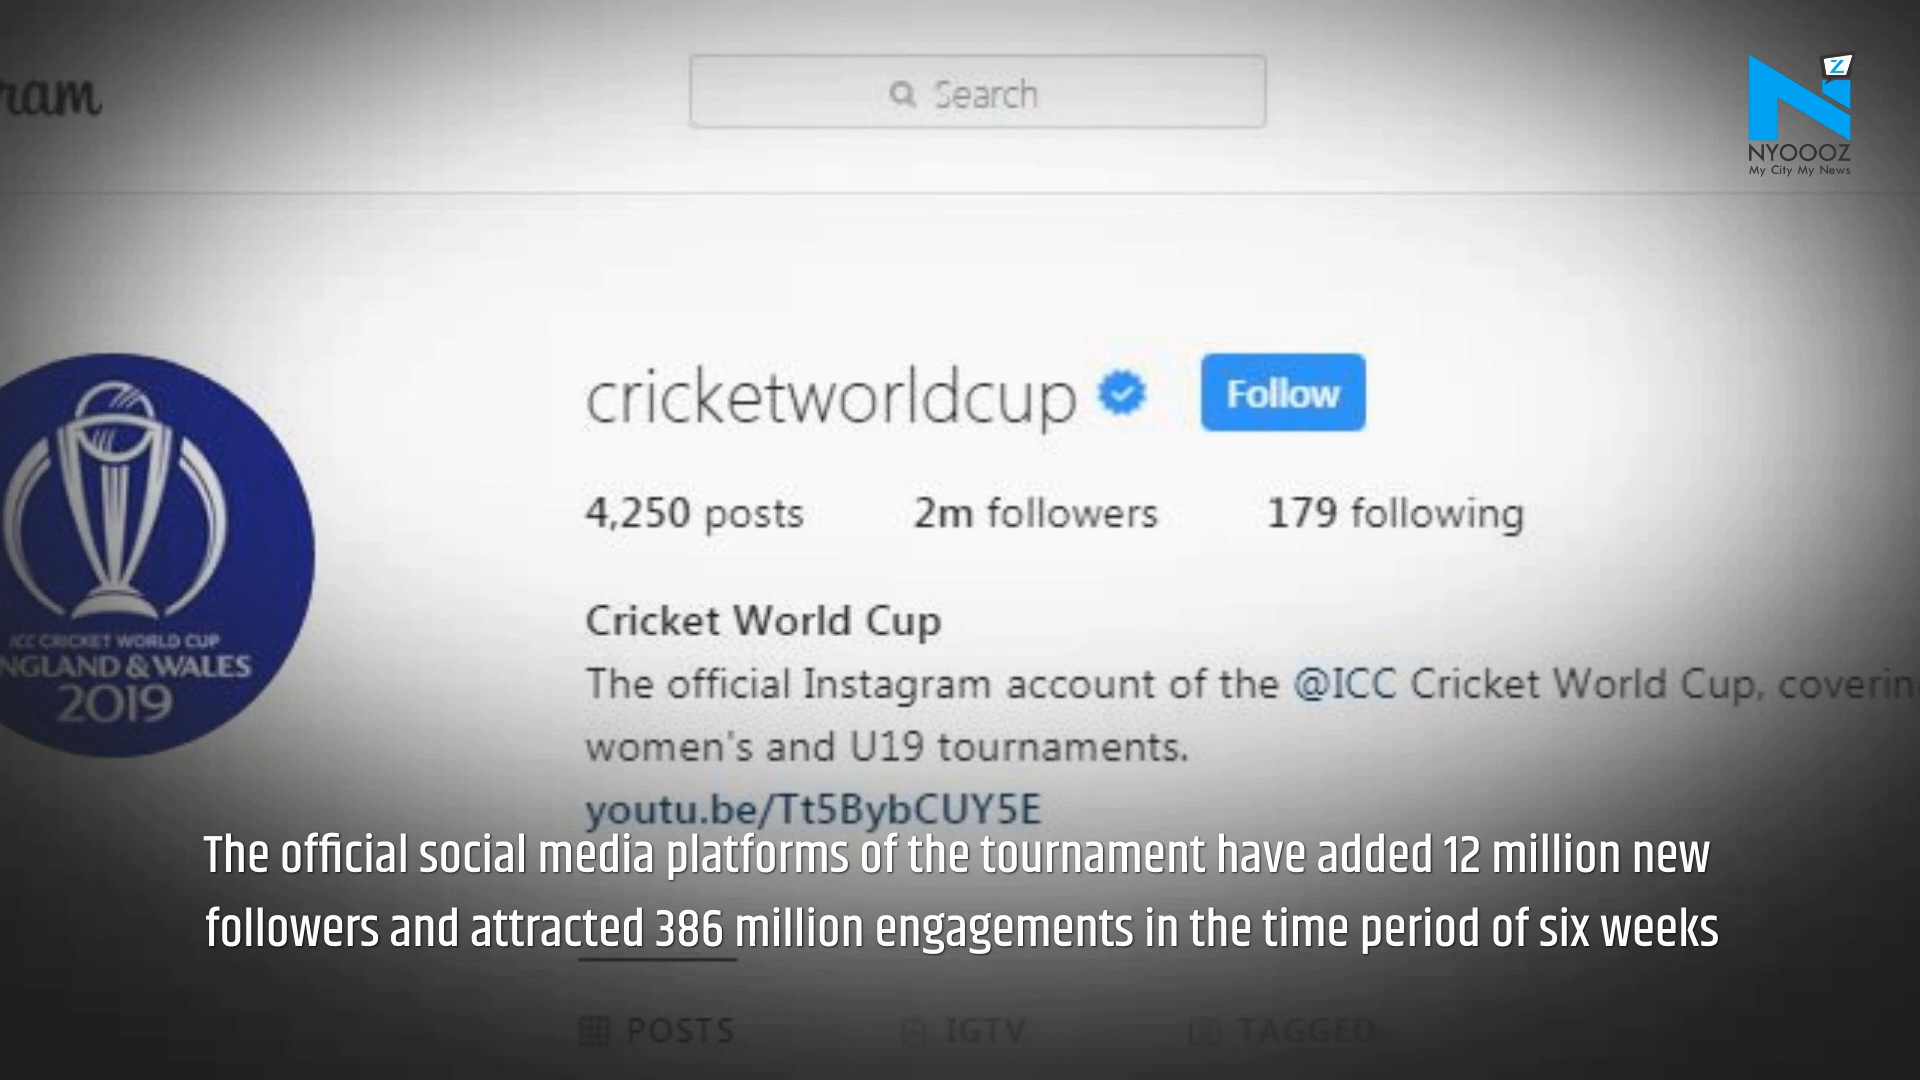 ram
Search
Z
NYOOOZ
My City My News
cricketworldcup
Follow
4,250 posts 2m followers 179 following
Cricket World Cup
The official Instagram account of the @ICC Cricket World Cup, coverin
women's and U19 tournaments.
youtu.be/Tt5BybCUY5E
ICC CRICKET WORLD CUP
NGLAND & WALES
2019
The official social media platforms of the tournament have added 12 million new
followers and attracted 386 million engagements in the time period of six weeks
POSTS IGTV TAGGED